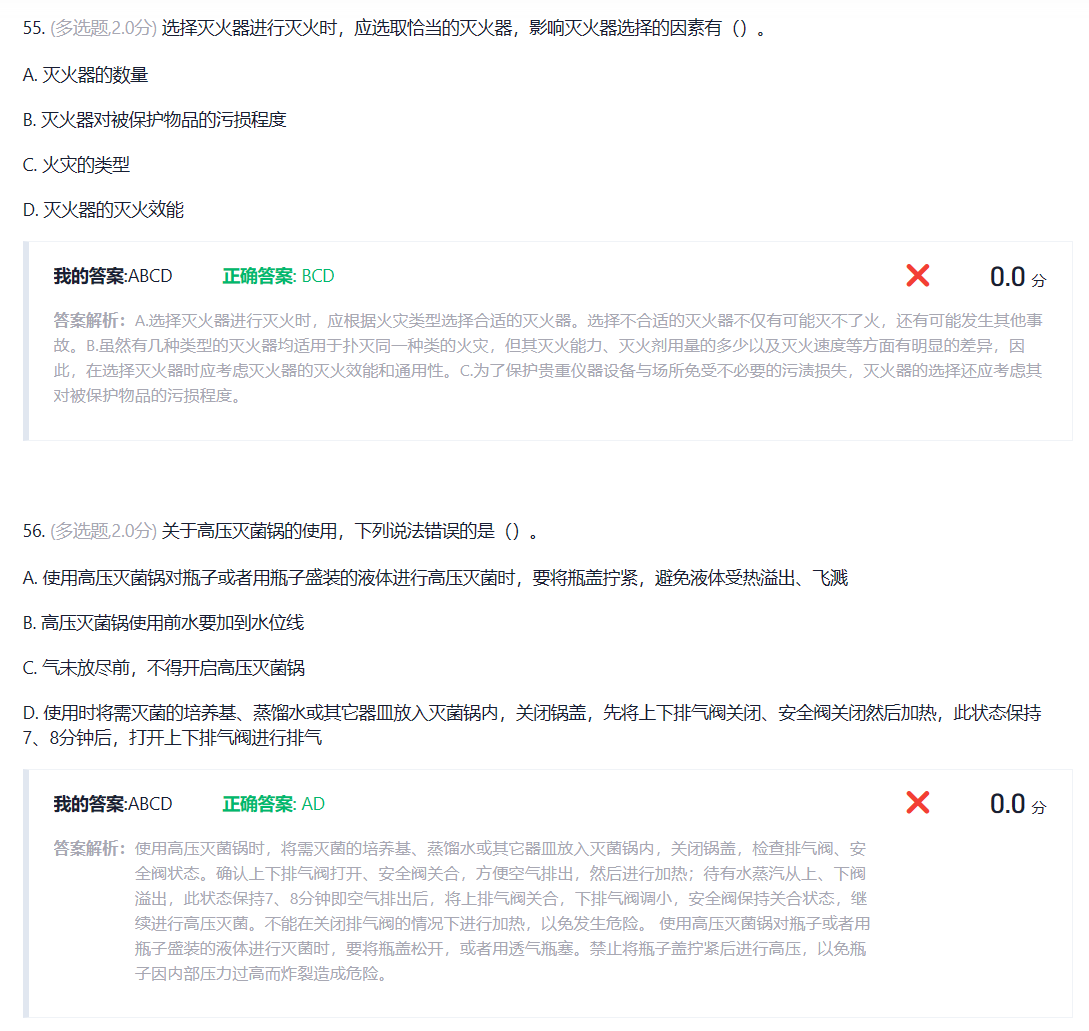 55. (多选题,2.0分) 选择灭火器进行灭火时，应选取恰当的灭火器，影响灭火器选择的因素有（）。
A. 灭火器的数量
B. 灭火器对被保护物品的污损程度
C. 火灾的类型
D. 灭火器的灭火效能
我的答案:ABCD 正确答案: BCD 0.0 分
答案解析：A.选择灭火器进行灭火时，应根据火灾类型选择合适的灭火器。选择不合适的灭火器不仅有可能灭不了火，还有可能发生其他事
故。B.虽然有几种类型的灭火器均适用于扑灭同一种类的火灾，但其灭火能力、灭火剂用量的多少以及灭火速度等方面有明显的差异，因
此，在选择灭火器时应考虑灭火器的灭火效能和通用性。C.为了保护贵重仪器设备与场所免受不必要的污渍损失，灭火器的选择还应考虑其
对被保护物品的污损程度。
56. (多选题,2.0分) 关于高压灭菌锅的使用，下列说法错误的是（）。
A. 使用高压灭菌锅对瓶子或者用瓶子盛装的液体进行高压灭菌时，要将瓶盖拧紧，避免液体受热溢出、飞溅
B. 高压灭菌锅使用前水要加到水位线
C. 气未放尽前，不得开启高压灭菌锅
D. 使用时将需灭菌的培养基、蒸馏水或其它器皿放入灭菌锅内，关闭锅盖，先将上下排气阀关闭、安全阀关闭然后加热，此状态保持
7、8分钟后，打开上下排气阀进行排气
我的答案:ABCD 正确答案: AD 0.0 分
答案解析：使用高压灭菌锅时，将需灭菌的培养基、蒸馏水或其它器皿放入灭菌锅内，关闭锅盖，检查排气阀、安
全阀状态。确认上下排气阀打开、安全阀关合，方便空气排出，然后进行加热；待有水蒸汽从上、下阀
溢出，此状态保持7、8分钟即空气排出后，将上排气阀关合，下排气阀调小，安全阀保持关合状态，继
续进行高压灭菌。不能在关闭排气阀的情况下进行加热，以免发生危险。 使用高压灭菌锅对瓶子或者用
瓶子盛装的液体进行灭菌时，要将瓶盖松开，或者用透气瓶塞。禁止将瓶子盖拧紧后进行高压，以免瓶
子因内部压力过高而炸裂造成危险。